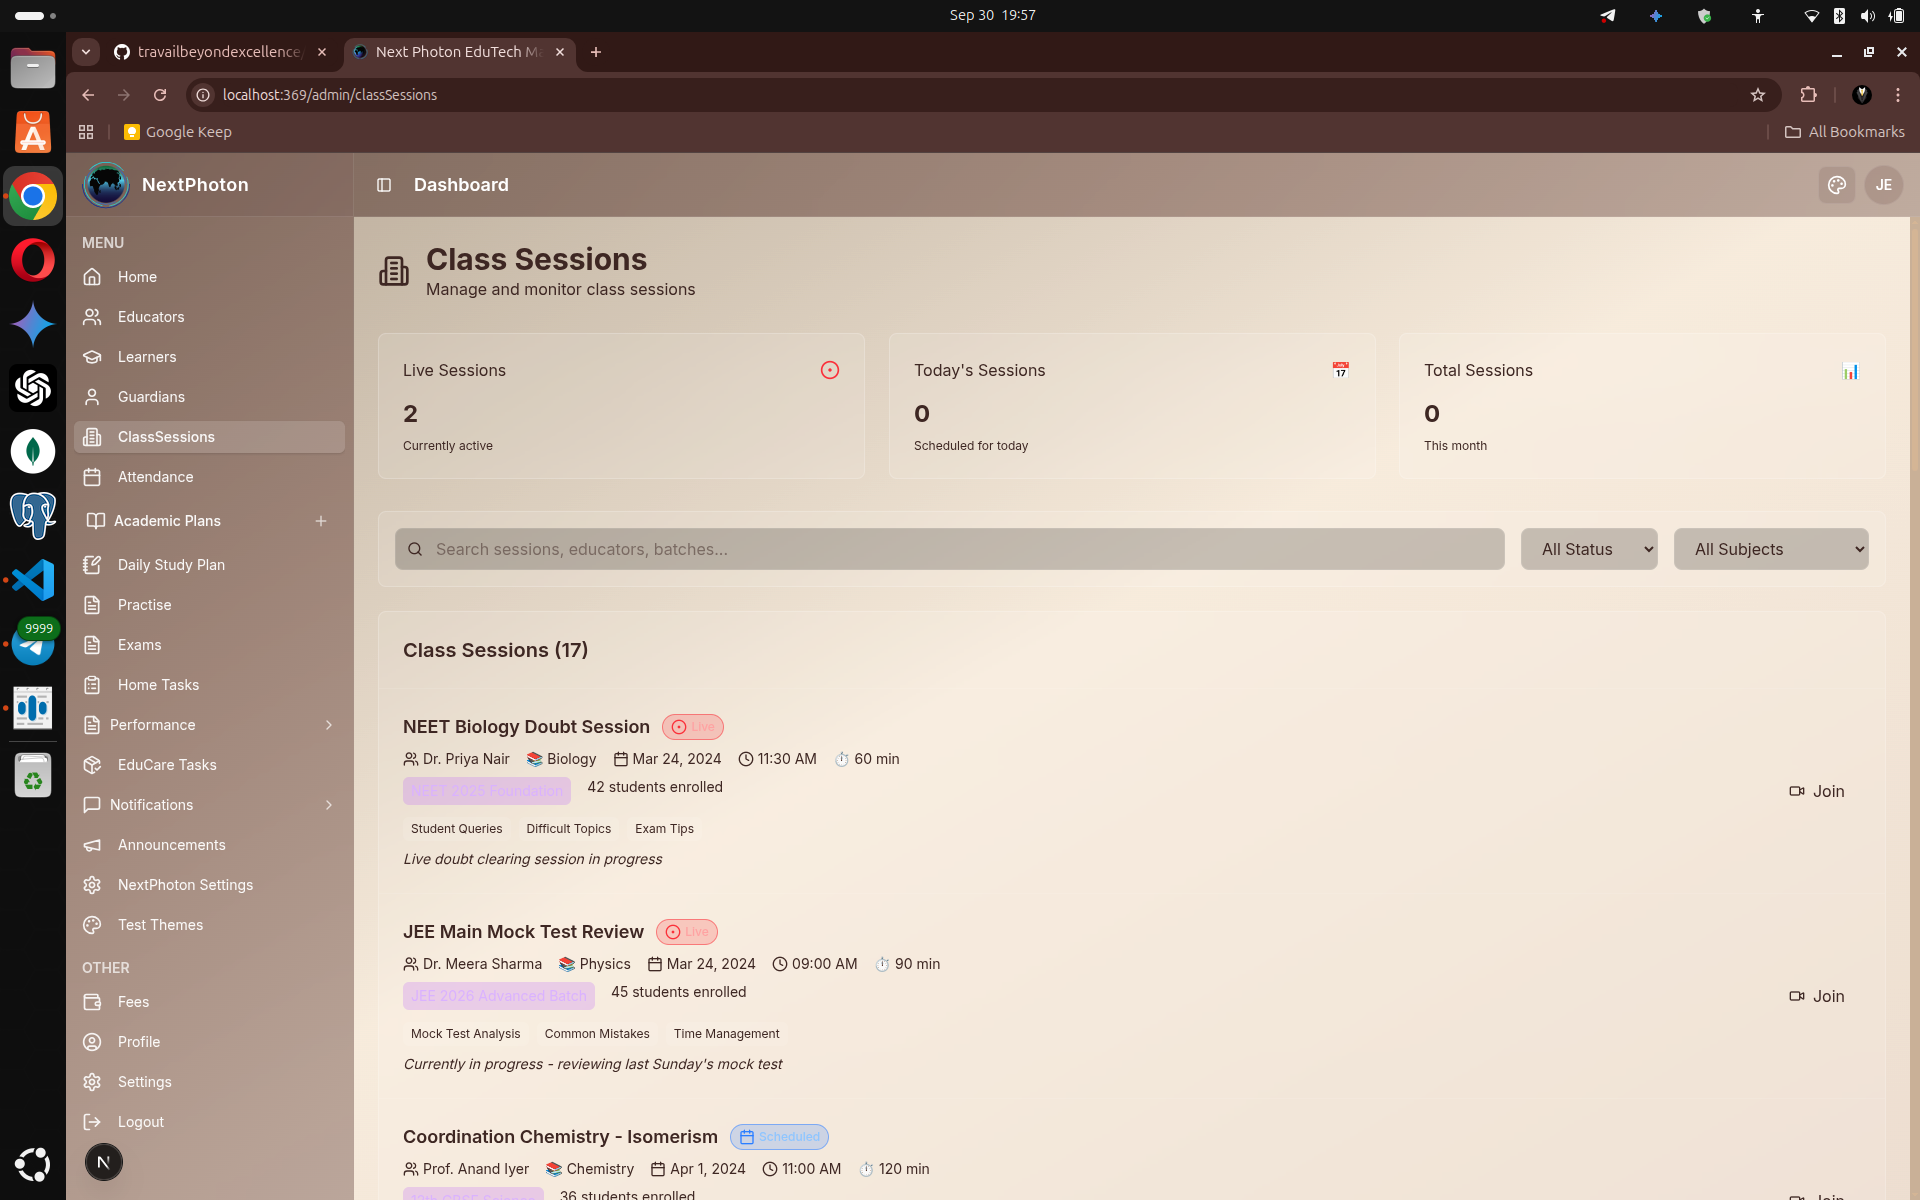 Sep 30 19:57
travailbeyondexcellence
Next Photon EduTech Ma
localhost:369/admin/classSessions
Google Keep
All Bookmarks
NextPhoton
Dashboard
JE
MENU
Home
Educators
Learners
Guardians
ClassSessions
Attendance
Academic Plans
Daily Study Plan
Practise
Exams
Home Tasks
Performance
EduCare Tasks
Notifications
Announcements
NextPhoton Settings
Test Themes
OTHER
Fees
Profile
Settings
Logout
N
9999
Class Sessions
Manage and monitor class sessions
Live Sessions
2
Currently active
Today's Sessions
0
Scheduled for today
Total Sessions
0
This month
Search sessions, educators, batches...
All Status
All Subjects
Class Sessions (17)
NEET Biology Doubt Session Live
Dr. Priya Nair Biology Mar 24, 2024 11:30 AM 60 min
NEET 2025 Foundation 42 students enrolled
Join
Student Queries Difficult Topics Exam Tips
Live doubt clearing session in progress
JEE Main Mock Test Review Live
Dr. Meera Sharma Physics Mar 24, 2024 09:00 AM 90 min
JEE 2026 Advanced Batch 45 students enrolled
Join
Mock Test Analysis Common Mistakes Time Management
Currently in progress - reviewing last Sunday's mock test
Coordination Chemistry - Isomerism Scheduled
Prof. Anand Iyer Chemistry Apr 1, 2024 11:00 AM 120 min
12th CBSE Science 36 students enrolled
Join